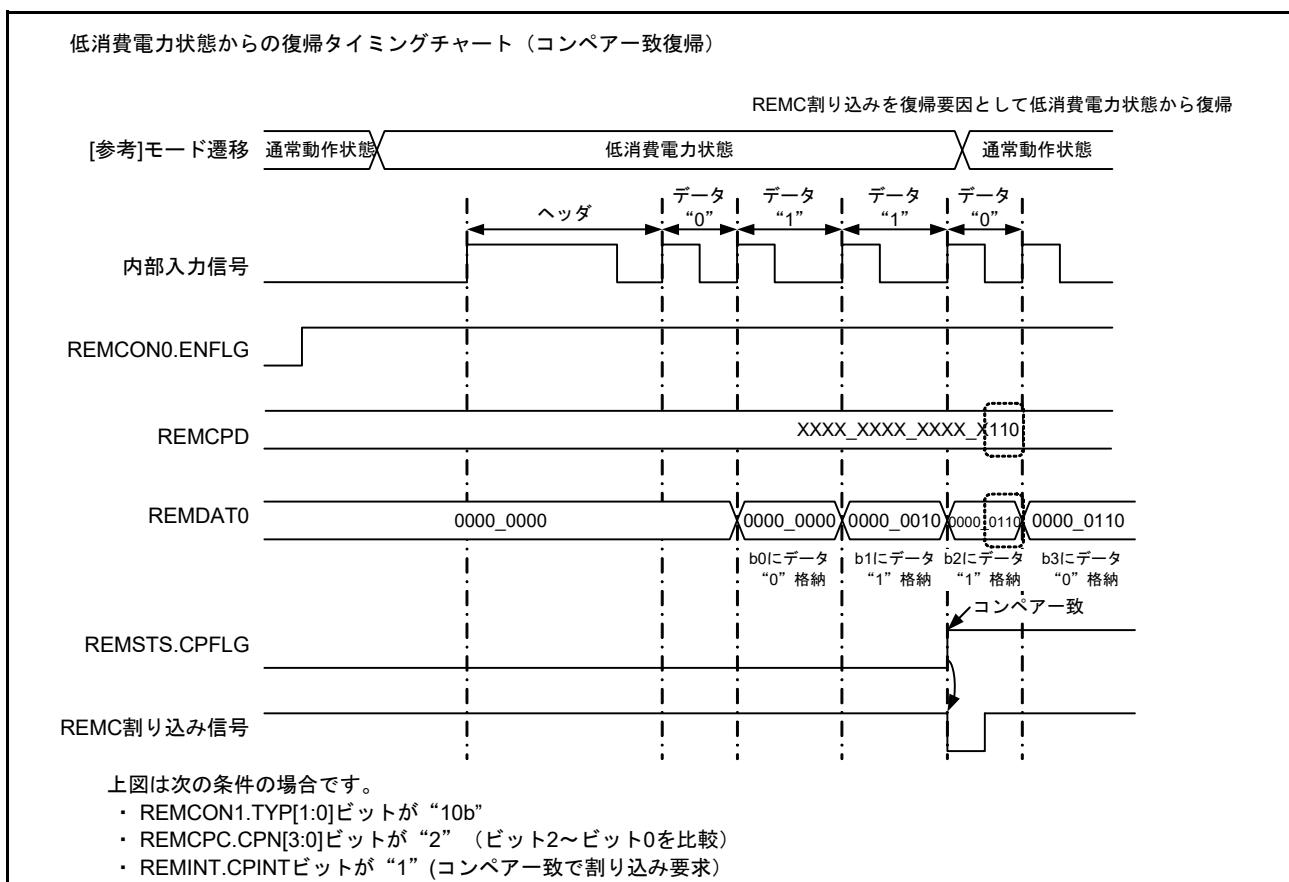 低消費電力状態からの復帰タイミングチャート（コンペアー致復帰）
REMC割り込みを復帰要因として低消費電力状態から復帰
[参考]モード遷移 通常動作状態 低消費電力状態 通常動作状態
ヘッダ データ“0” データ“1” データ“1” データ“0”
内部入力信号
REMCON0.ENFLG
REMCPD XXXX_XXXX_XXXX_X110
REMDAT0 0000_0000 0000_0000 0000_0010 0000_0110 0000_0110
b0にデータ“0”格納 b1にデータ“1”格納 b2にデータ“1”格納 b3にデータ“0”格納
コンペアー致
REMSTS.CPFLG
REMC割り込み信号
上図は次の条件の場合です。
・ REMCON1.TYP[1:0]ビットが“10b”
・ REMCPC.CPN[3:0]ビットが“2”（ビット2～ビット0を比較）
・ REMINT.CPINTビットが“1”(コンペアー致で割り込み要求）